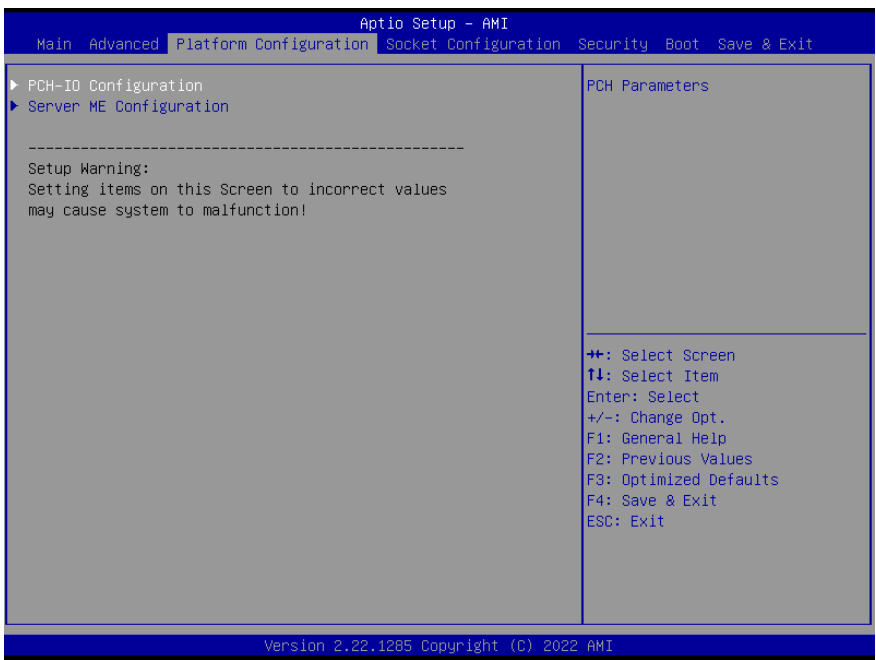 Aptio Setup – AMI
Main Advanced Platform Configuration Socket Configuration Security Boot Save & Exit
PCH-IO Configuration
Server ME Configuration
--------------------------------------------------
Setup Warning:
Setting items on this Screen to incorrect values
may cause system to malfunction!
PCH Parameters
→←: Select Screen
↑↓: Select Item
Enter: Select
+/-: Change Opt.
F1: General Help
F2: Previous Values
F3: Optimized Defaults
F4: Save & Exit
ESC: Exit
Version 2.22.1285 Copyright (C) 2022 AMI